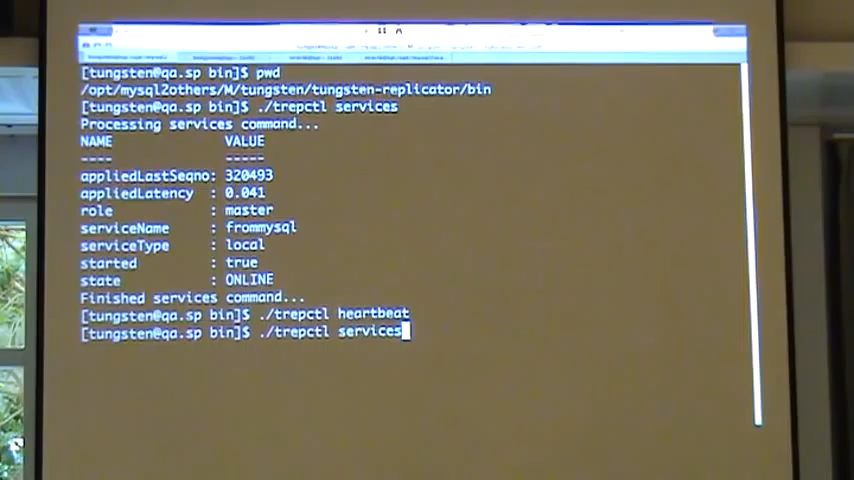 [tungsten@qa.sp bin]$ pwd
/opt/mysql2others/M/tungsten/tungsten-replicator/bin
[tungsten@qa.sp bin]$ ./trepctl services
Processing services command...
NAME VALUE
---- -----
appliedLastSeqno: 320493
appliedLatency : 0.041
role : master
serviceName : frommysql
serviceType : local
started : true
state : ONLINE
Finished services command...
[tungsten@qa.sp bin]$ ./trepctl heartbeat
[tungsten@qa.sp bin]$ ./trepctl services